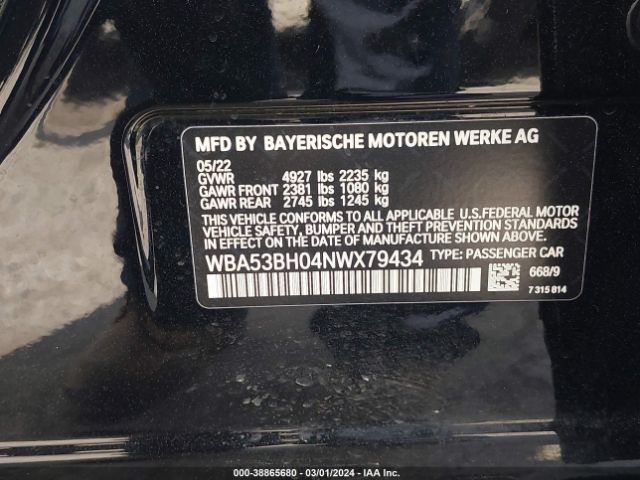 MFD BY BAYERISCHE MOTOREN WERKE AG
05/22
GVWR 4927 lbs 2235 kg
GAWR FRONT 2381 lbs 1080 kg
GAWR REAR 2745 lbs 1245 kg
THIS VEHICLE CONFORMS TO ALL APPLICABLE U.S.FEDERAL MOTOR
VEHICLE SAFETY, BUMPER AND THEFT PREVENTION STANDARDS
IN EFFECT ON THE DATE OF MANUFACTURE SHOWN ABOVE.
WBA53BH04NWX79434 TYPE: PASSENGER CAR
668/9
7 315 814
000-38865680 - 03/01/2024 - IAA Inc.